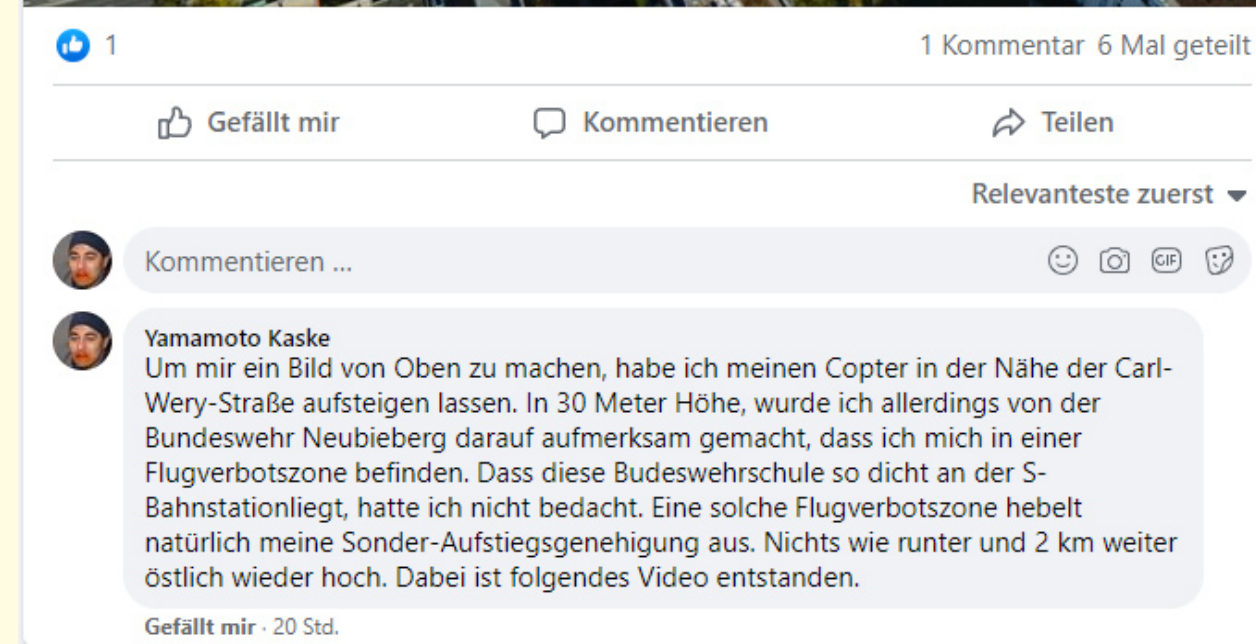 1
1 Kommentar 6 Mal geteilt
Gefällt mir
Kommentieren
Teilen
Relevanteste zuerst
Kommentieren ...
GIF
Yamamoto Kaske
Um mir ein Bild von Oben zu machen, habe ich meinen Copter in der Nähe der Carl-
Wery-Straße aufsteigen lassen. In 30 Meter Höhe, wurde ich allerdings von der
Bundeswehr Neubieberg darauf aufmerksam gemacht, dass ich mich in einer
Flugverbotszone befinden. Dass diese Budeswehrschule so dicht an der S-
Bahnstationliegt, hatte ich nicht bedacht. Eine solche Flugverbotszone hebelt
natürlich meine Sonder-Aufstiegsgenehigung aus. Nichts wie runter und 2 km weiter
östlich wieder hoch. Dabei ist folgendes Video entstanden.
Gefällt mir · 20 Std.